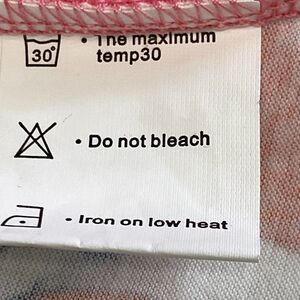 30°
• The maximum
temp30
• Do not bleach
• Iron on low heat